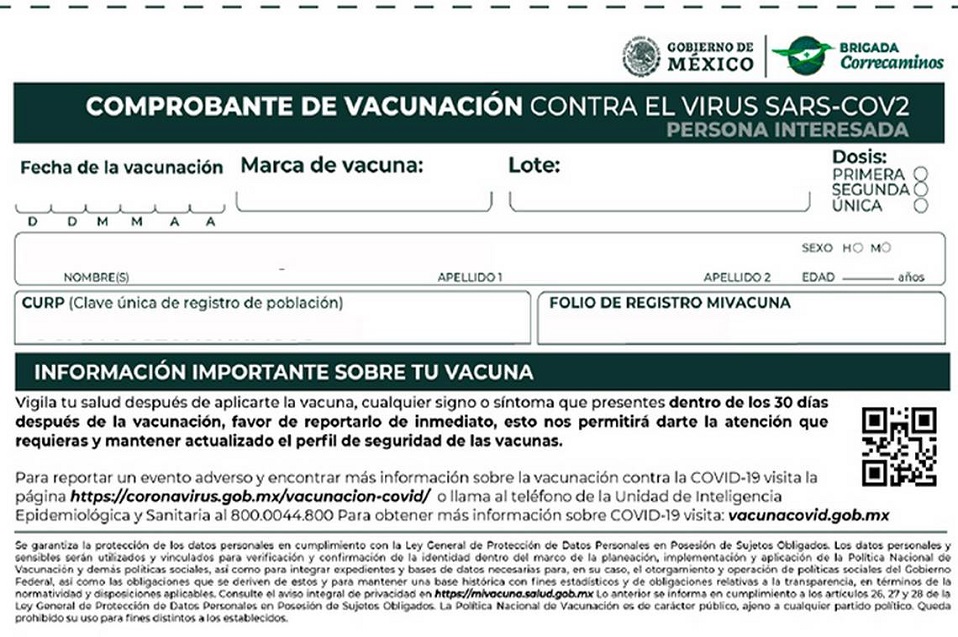 GOBIERNO DE
MÉXICO
BRIGADA
Correcaminos
COMPROBANTE DE VACUNACIÓN CONTRA EL VIRUS SARS-COV2
PERSONA INTERESADA
Fecha de la vacunación
Marca de vacuna:
Lote:
Dosis:
PRIMERA
SEGUNDA
ÚNICA
D D M M A A
SEXO H M
NOMBRE(S) APELLIDO 1 APELLIDO 2 EDAD años
CURP (Clave única de registro de población)
FOLIO DE REGISTRO MIVACUNA
INFORMACIÓN IMPORTANTE SOBRE TU VACUNA
Vigila tu salud después de aplicarte la vacuna, cualquier signo o síntoma que presentes dentro de los 30 días
después de la vacunación, favor de reportarlo de inmediato, esto nos permitirá darte la atención que
requieras y mantener actualizado el perfil de seguridad de las vacunas.
Para reportar un evento adverso y encontrar más información sobre la vacunación contra la COVID-19 visita la
página https://coronavirus.gob.mx/vacunacion-covid/ o llama al teléfono de la Unidad de Inteligencia
Epidemiológica y Sanitaria al 800.0044.800 Para obtener más información sobre COVID-19 visita: vacunacovid.gob.mx
Se garantiza la protección de los datos personales en cumplimiento con la Ley General de Protección de Datos Personales en Posesión de Sujetos Obligados. Los datos personales y
sensibles serán utilizados y vinculados para verificación y confirmación de la identidad dentro del marco de la planeación, implementación y aplicación de la Política Nacional de
Vacunación y demás políticas sociales, así como para integrar expedientes y bases de datos necesarias para, en su caso, el otorgamiento y operación de políticas sociales del Gobierno
Federal, así como las obligaciones que se deriven de estos y para mantener una base histórica con fines estadísticos y de obligaciones relativas a la transparencia, en términos de la
normatividad y disposiciones aplicables. Consulte el aviso integral de privacidad en https://mivacuna.salud.gob.mx Lo anterior se informa en cumplimiento a los artículos 26, 27 y 28 de la
Ley General de Protección de Datos Personales en Posesión de Sujetos Obligados. La Política Nacional de Vacunación es de carácter público, ajeno a cualquier partido político. Queda
prohibido su uso para fines distintos a los establecidos.